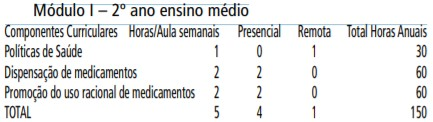 Módulo I – 2º ano ensino médio
Componentes Curriculares Horas/Aula semanais Presencial Remota Total Horas Anuais
Políticas de Saúde 1 0 1 30
Dispensação de medicamentos 2 2 0 60
Promoção do uso racional de medicamentos 2 2 0 60
TOTAL 5 4 1 150